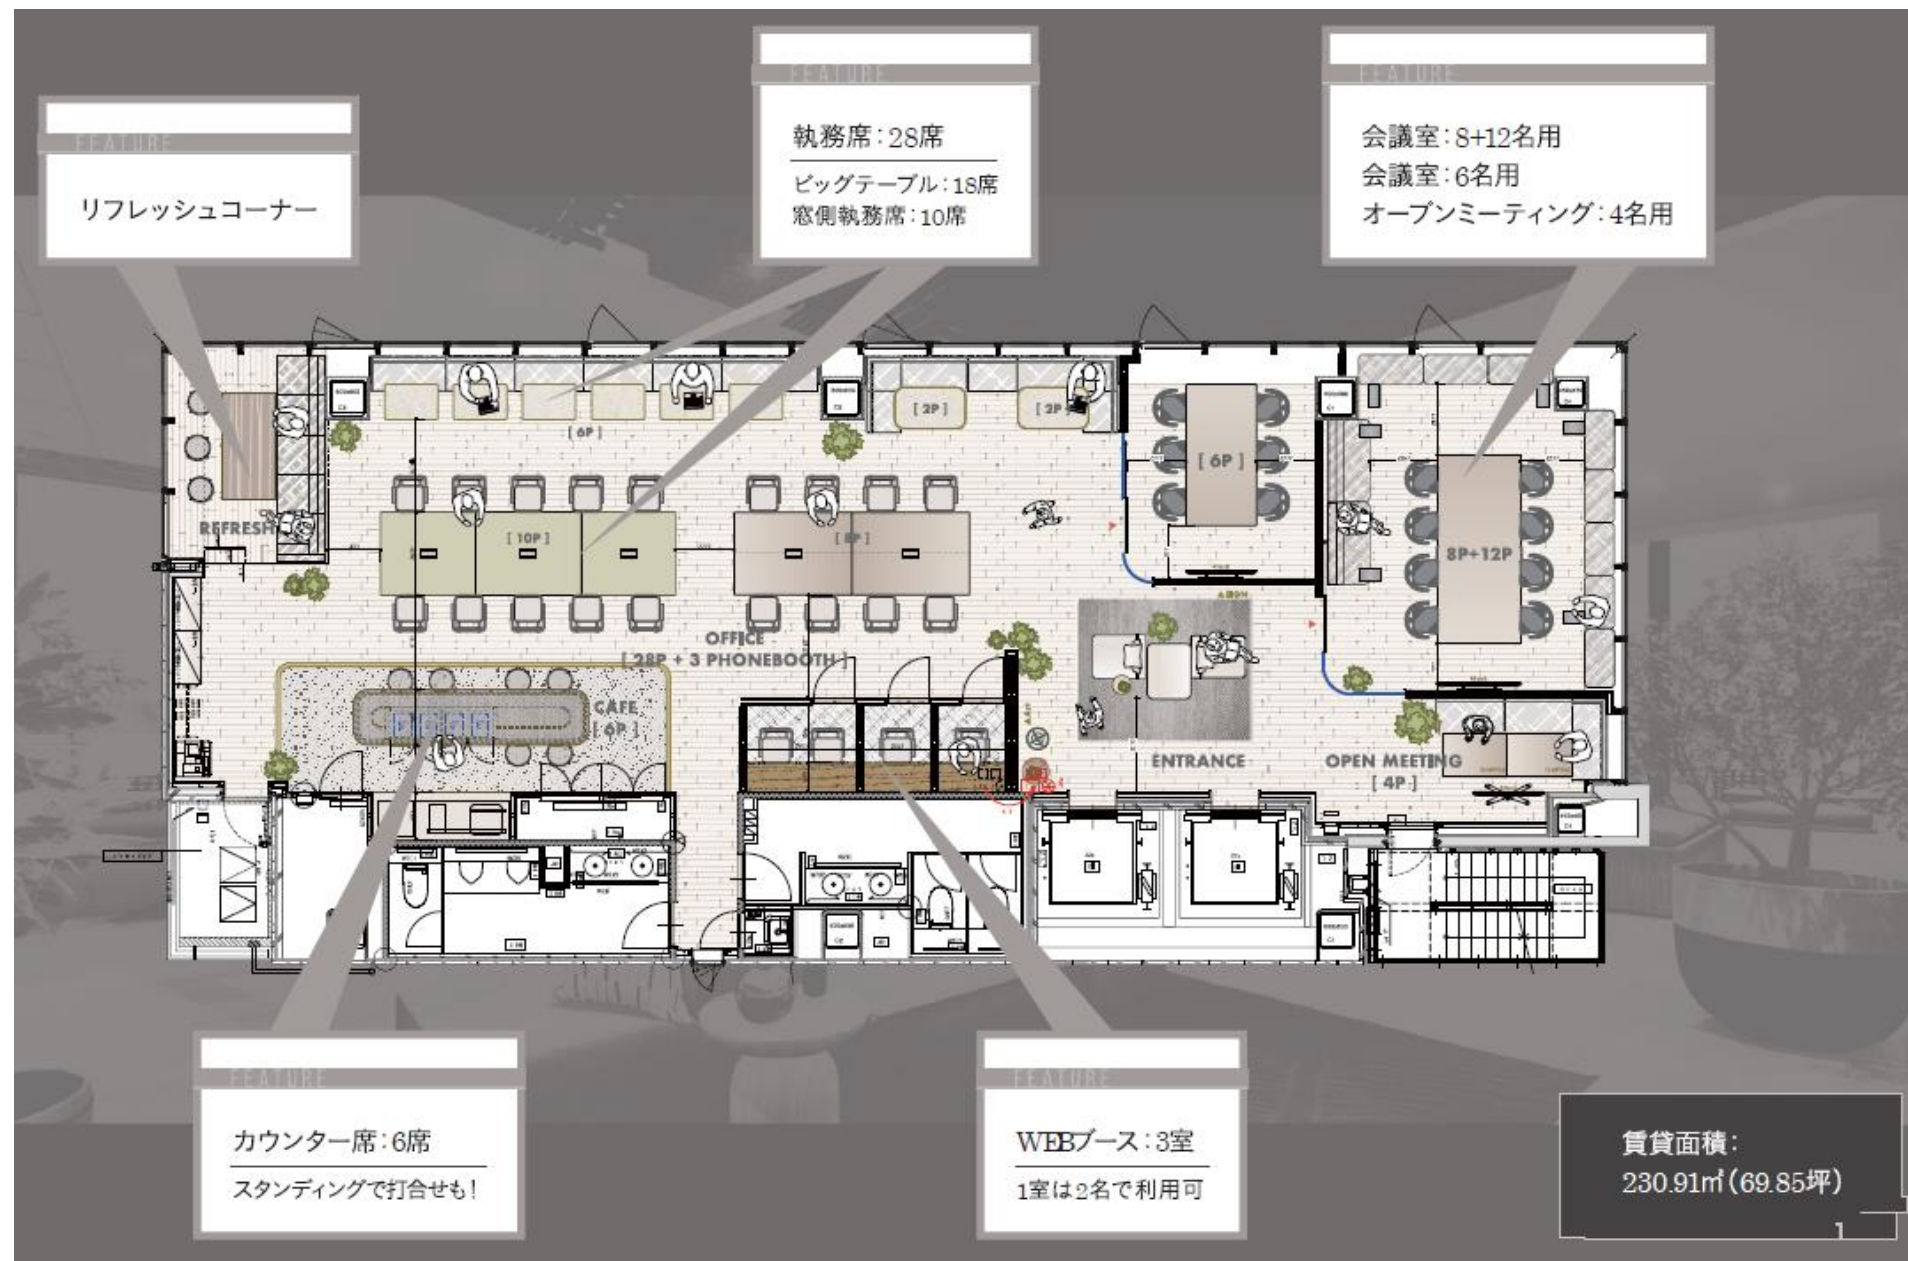 FEATURE
リフレッシュコーナー
FEATURE
執務席：28席
ビッグテーブル：18席
窓側執務席：10席
FEATURE
会議室：8+12名用
会議室：6名用
オープンミーティング：4名用
[ 2P ]
[ 2P
[ 6P ]
[ 6P ]
REFRESH
[ 10P ]
[ 8P ]
8P+12P
OFFICE
[ 28P + 3 PHONEBOOTH ]
CAFE
[ 6P ]
ENTRANCE
OPEN MEETING
[ 4P ]
FEATURE
カウンター席：6席
スタンディングで打合せも！
FEATURE
WEBブース：3室
1室は2名で利用可
賃貸面積：
230.91㎡（69.85坪）
1